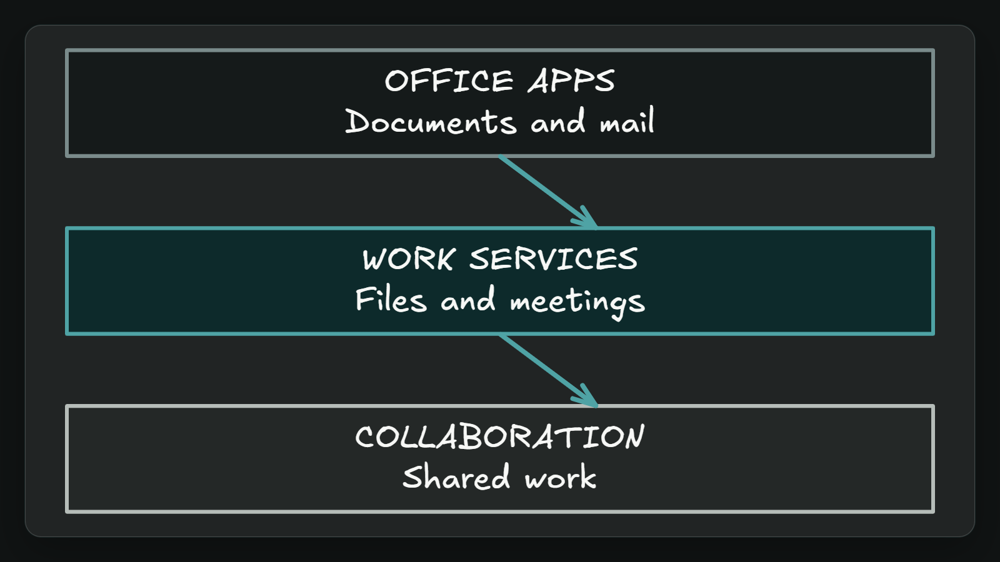 OFFICE APPS
Documents and mail
WORK SERVICES
Files and meetings
COLLABORATION
Shared work